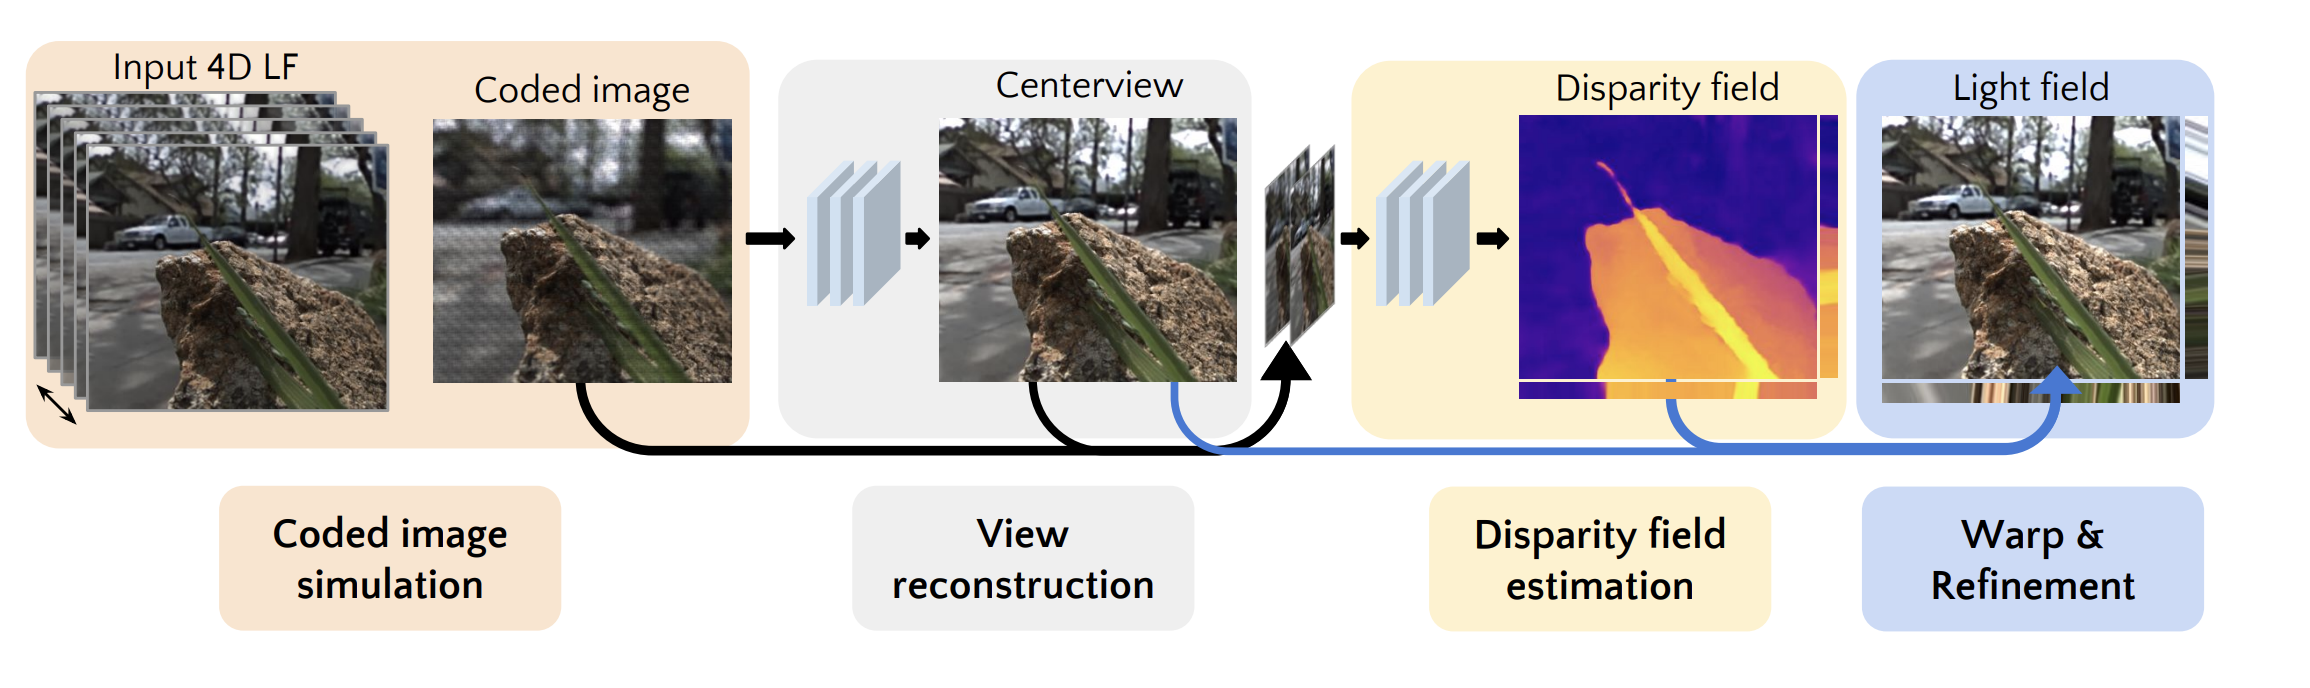 Input 4D LF
Coded image
Centerview
Disparity field
Light field
Coded image
simulation
View
reconstruction
Disparity field
estimation
Warp &
Refinement